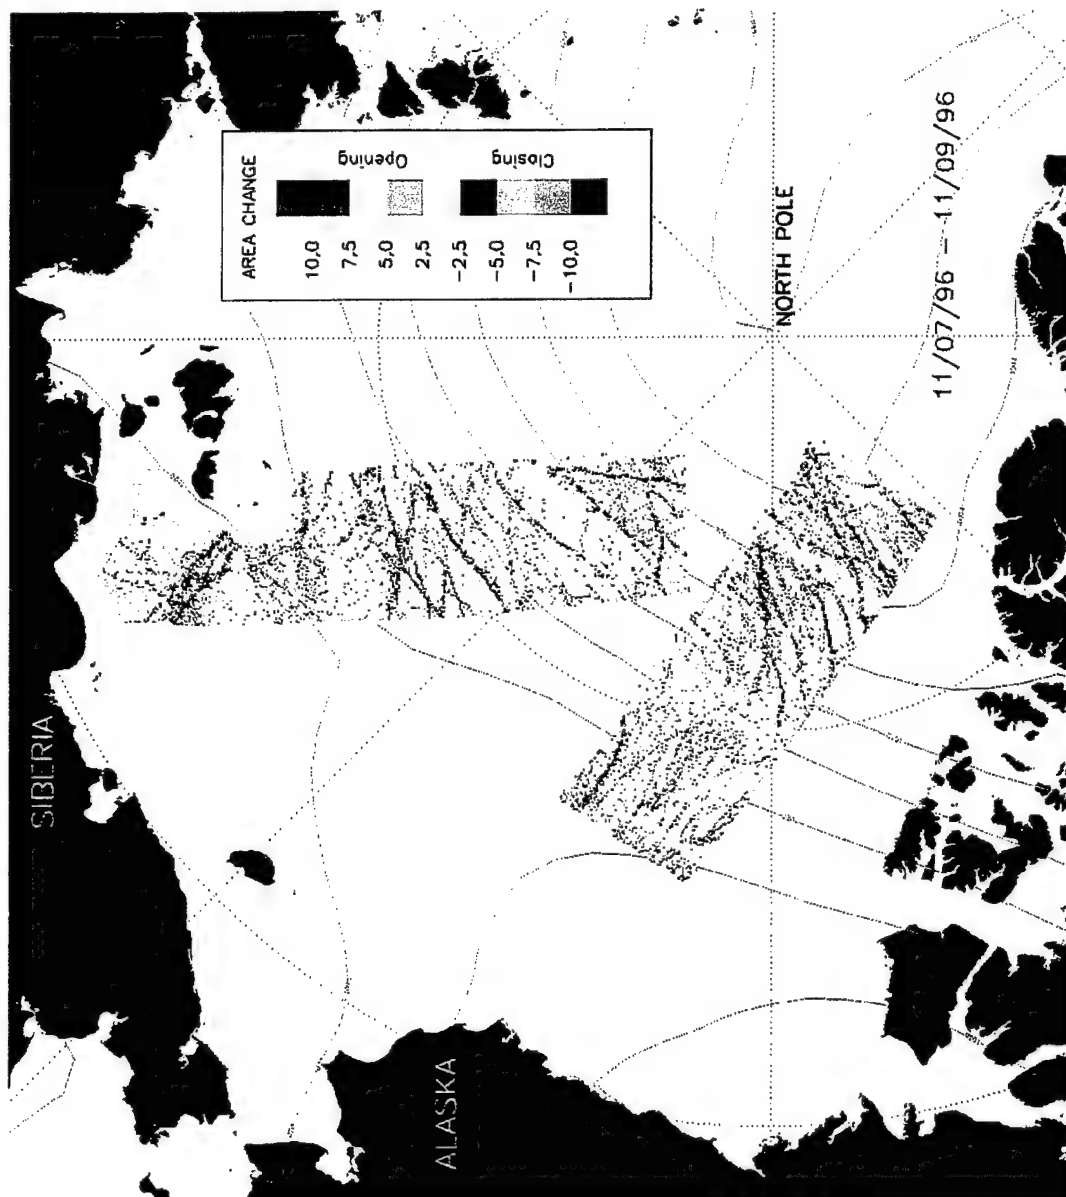 SIBERIA
ALASKA
NORTH POLE
11/07/96 - 11/09/96
AREA CHANGE
10,0
7,5
5,0
2,5
-2,5
-5,0
-7,5
-10,0
Opening
Closing